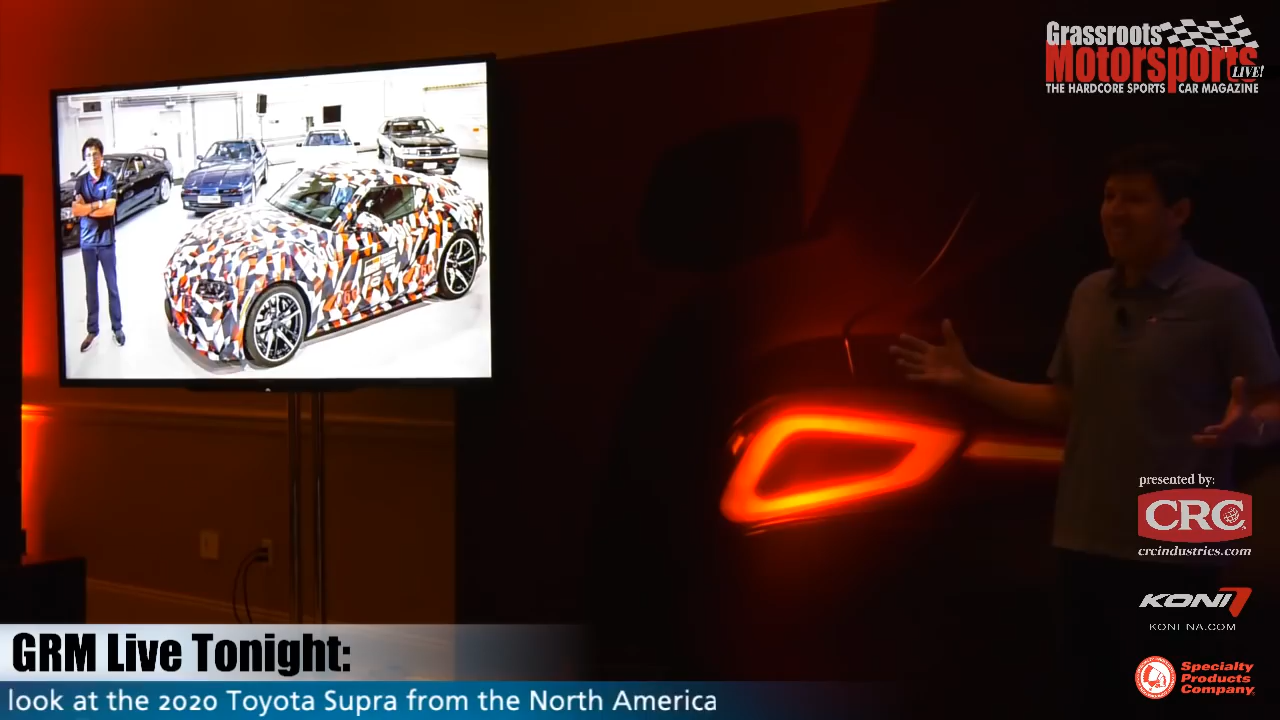 Grassroots
Motorsports
LIVE!
THE HARDCORE SPORTS CAR MAGAZINE
presented by:
CRC
crcindustries.com
KONI
KONI-NA.COM
Specialty
Products
Company
GRM Live Tonight:
look at the 2020 Toyota Supra from the North America